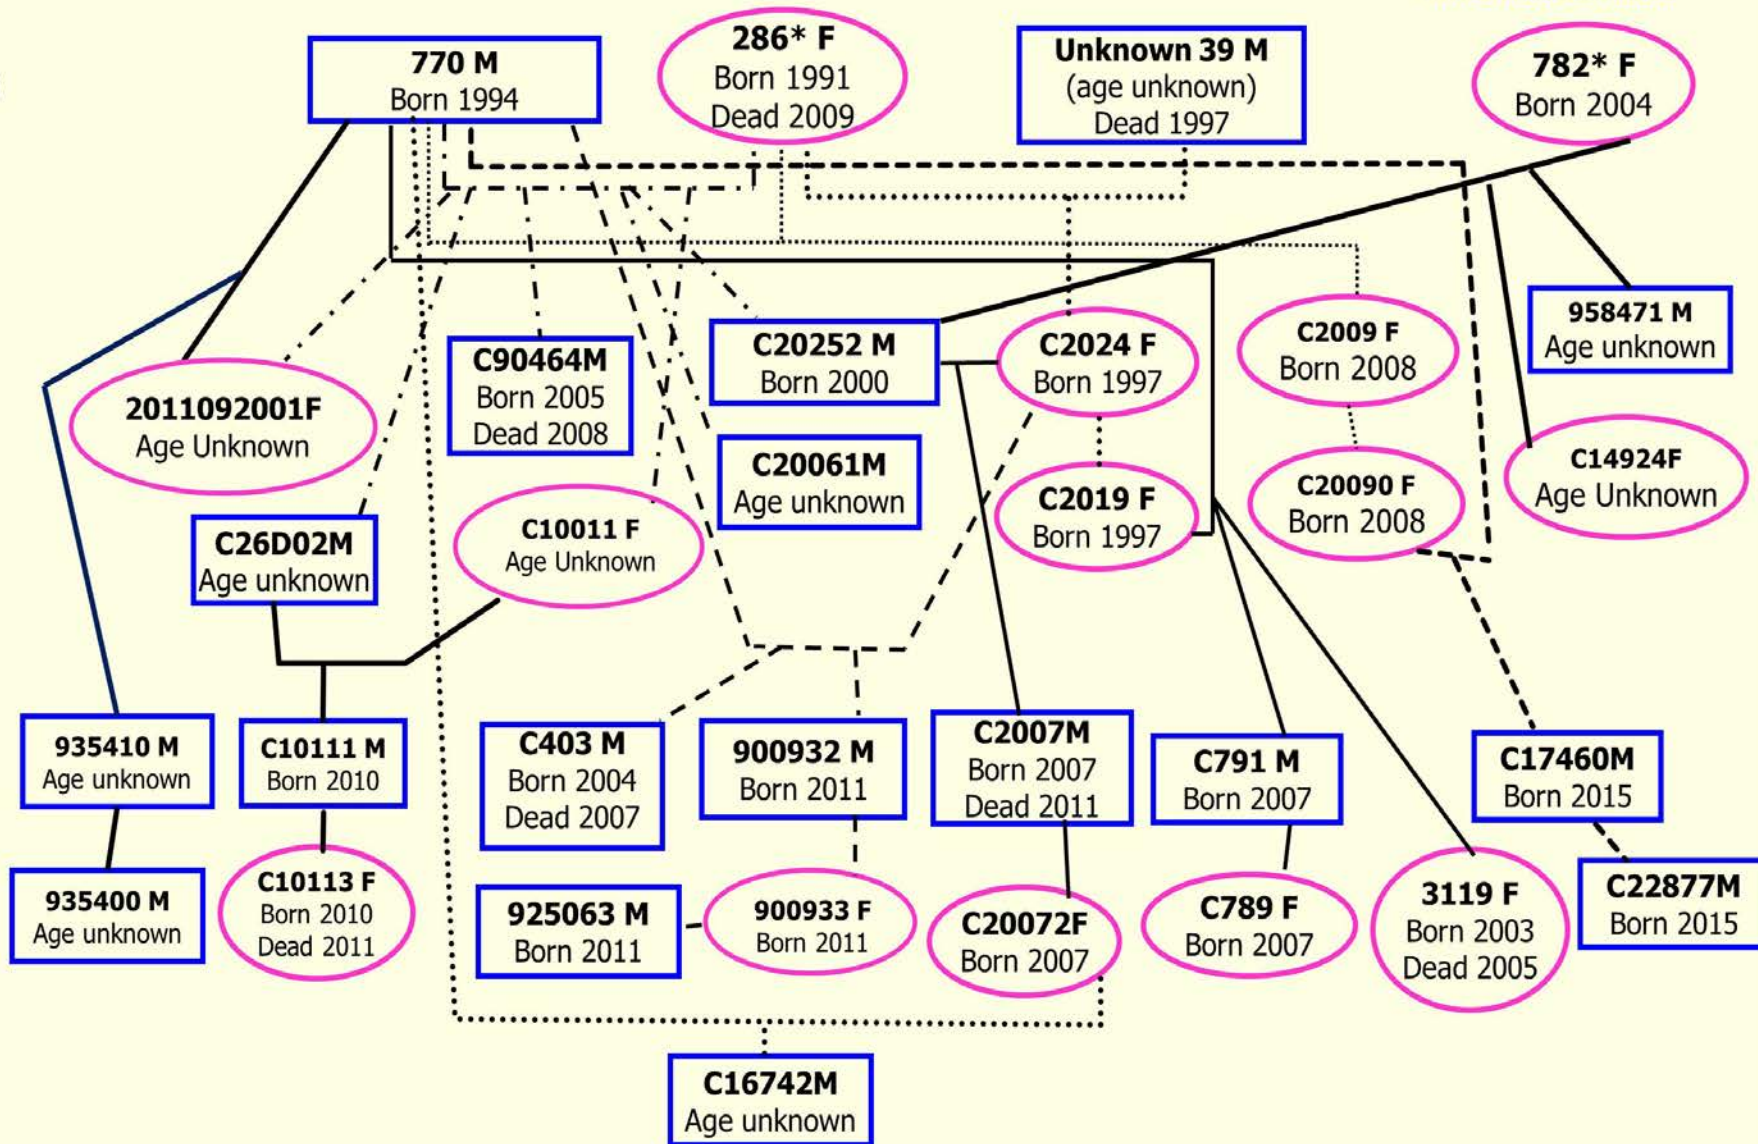 770 M
Born 1994
286* F
Born 1991
Dead 2009
Unknown 39 M
(age unknown)
Dead 1997
782* F
Born 2004
2011092001F
Age Unknown
C90464M
Born 2005
Dead 2008
C20252 M
Born 2000
C2024 F
Born 1997
C2009 F
Born 2008
958471 M
Age unknown
C26D02M
Age unknown
C10011 F
Age Unknown
C20061M
Age unknown
C2019 F
Born 1997
C20090 F
Born 2008
C14924F
Age Unknown
935410 M
Age unknown
C10111 M
Born 2010
C403 M
Born 2004
Dead 2007
900932 M
Born 2011
C2007M
Born 2007
Dead 2011
C791 M
Born 2007
C17460M
Born 2015
935400 M
Age unknown
C10113 F
Born 2010
Dead 2011
925063 M
Born 2011
900933 F
Born 2011
C20072F
Born 2007
C789 F
Born 2007
3119 F
Born 2003
Dead 2005
C22877M
Born 2015
C16742M
Age unknown